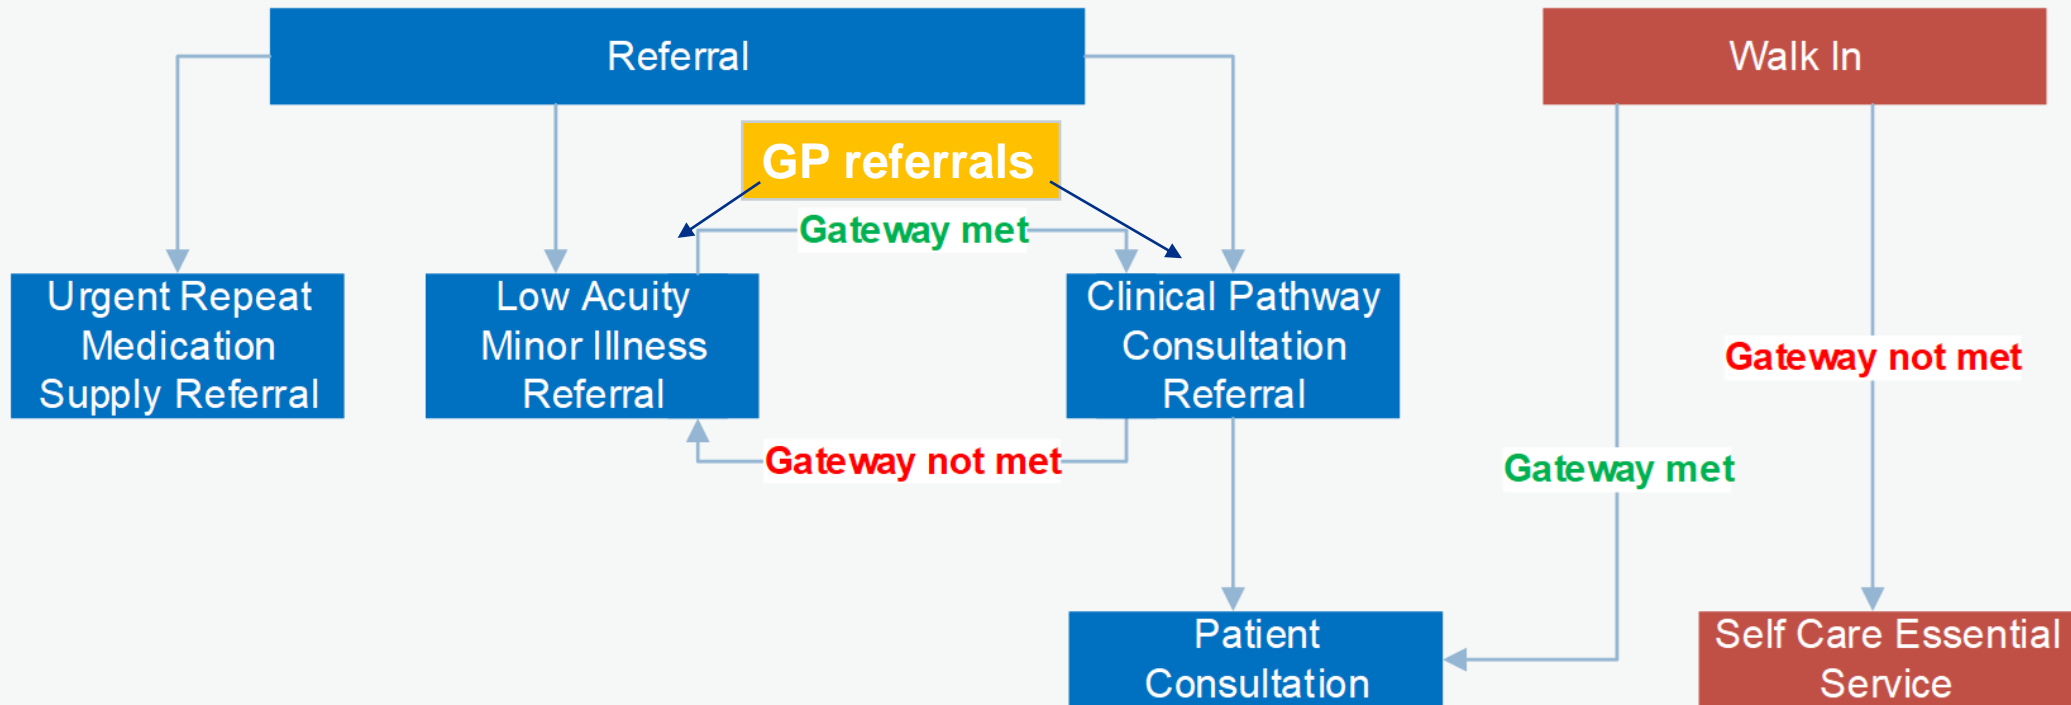 Referral
Walk In
GP referrals
Gateway met
Urgent Repeat
Medication
Supply Referral
Low Acuity
Minor Illness
Referral
Clinical Pathway
Consultation
Referral
Gateway not met
Gateway not met
Gateway met
Patient
Consultation
Self Care Essential
Service